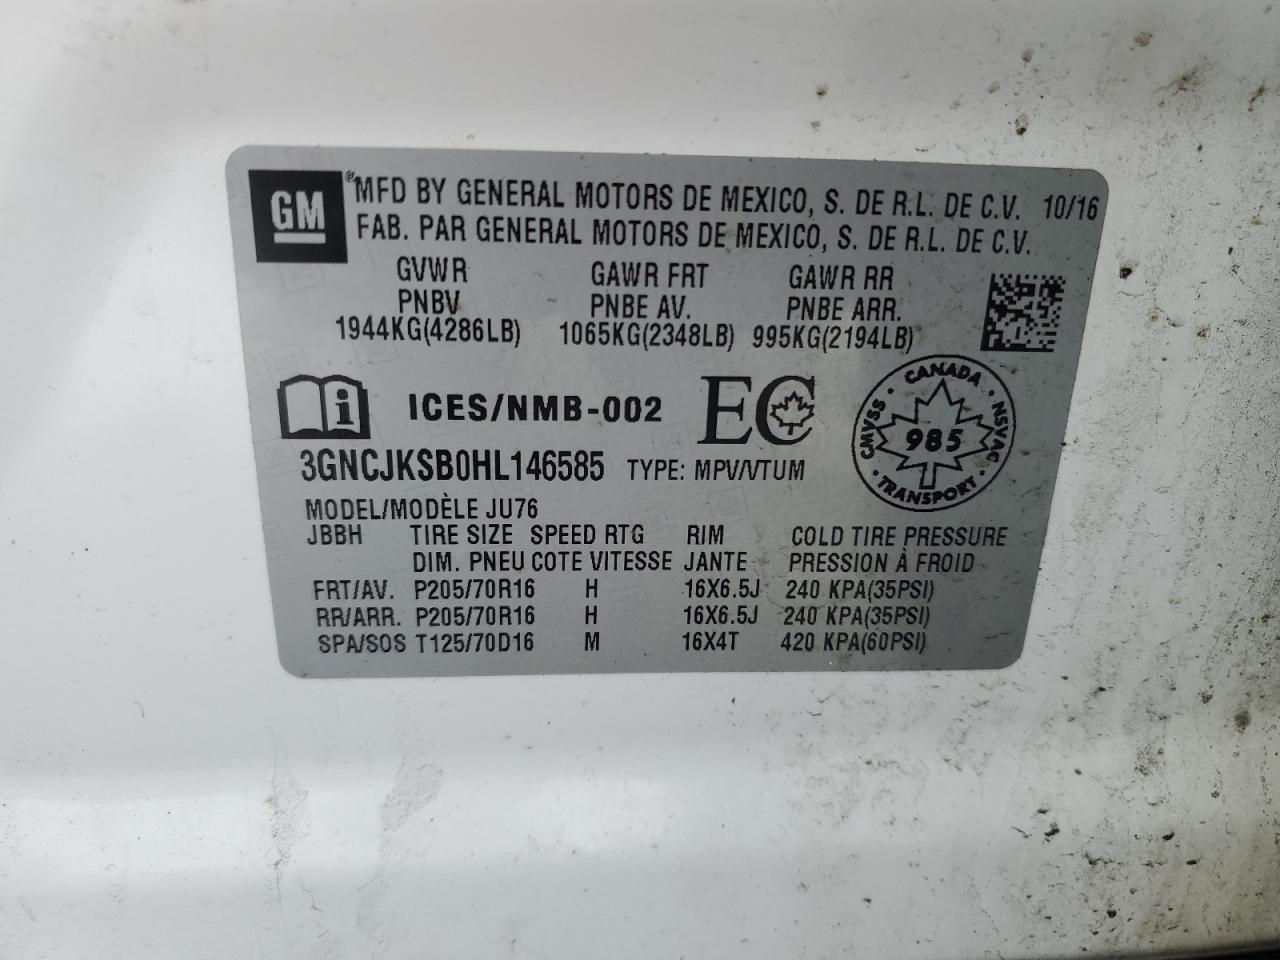 GM ® MFD BY GENERAL MOTORS DE MEXICO, S. DE R.L. DE C.V. 10/16
FAB. PAR GENERAL MOTORS DE MEXICO, S. DE R.L. DE C.V.
GVWR GAWR FRT GAWR RR
PNBV PNBE AV. PNBE ARR.
1944KG(4286LB) 1065KG(2348LB) 995KG(2194LB)
i ICES/NMB-002 EC
CANADA CMVSS NSVAC 985 TRANSPORT
3GNCJKSB0HL146585 TYPE: MPV/VTUM
MODEL/MODÈLE JU76
JBBH TIRE SIZE SPEED RTG RIM COLD TIRE PRESSURE
DIM. PNEU COTE VITESSE JANTE PRESSION À FROID
FRT/AV. P205/70R16 H 16X6.5J 240 KPA(35PSI)
RR/ARR. P205/70R16 H 16X6.5J 240 KPA(35PSI)
SPA/SOS T125/70D16 M 16X4T 420 KPA(60PSI)